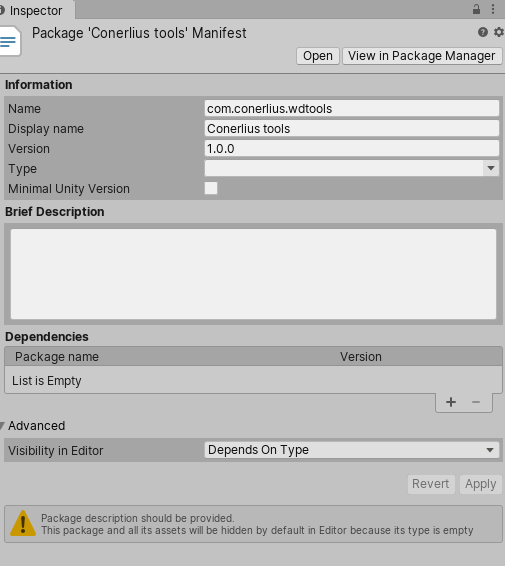 Inspector
Package 'Conerlius tools' Manifest
Open View in Package Manager
Information
Name com.conerlius.wdtools
Display name Conerlius tools
Version 1.0.0
Type
Minimal Unity Version
Brief Description
Dependencies
Package name Version
List is Empty
+ −
Advanced
Visibility in Editor Depends On Type
Revert Apply
Package description should be provided.
This package and all its assets will be hidden by default in Editor because its type is empty